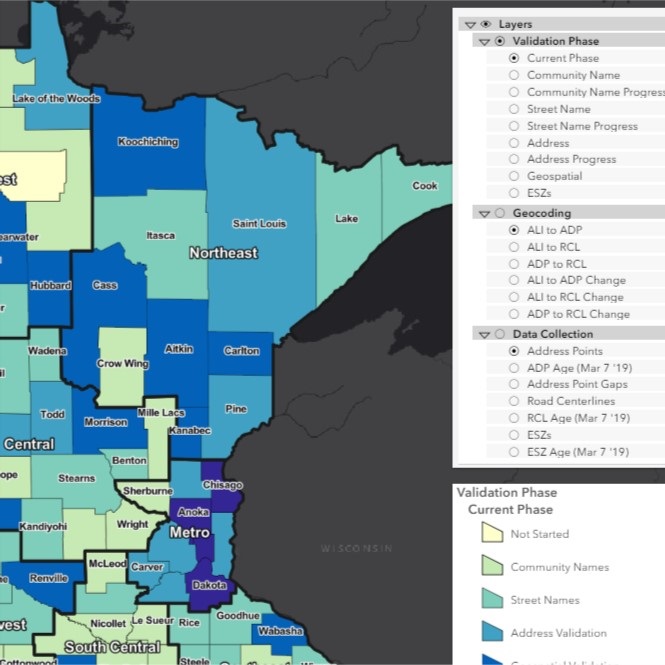 Lake of the Woods
Koochiching
Cook
est
Itasca
Saint Louis
Lake
earwater
Northeast
Hubbard
Cass
r
Wadena
Aitkin
Carlton
Crow Wing
il
Todd
Mille Lacs
Pine
Morrison
Kanabec
Central
Benton
ope
Stearns
Chisago
Sherburne
Anoka
Kandiyohi
Wright
Metro
McLeod
Carver
Renville
Dakota
ne
Goodhue
west
Nicollet
Le Sueur
Rice
Wabasha
South Central
Steele
Cottonwood
WISCONSIN
Layers
Validation Phase
Current Phase
Community Name
Community Name Progress
Street Name
Street Name Progress
Address
Address Progress
Geospatial
ESZs
Geocoding
ALI to ADP
ALI to RCL
ADP to RCL
ALI to ADP Change
ALI to RCL Change
ADP to RCL Change
Data Collection
Address Points
ADP Age (Mar 7 '19)
Address Point Gaps
Road Centerlines
RCL Age (Mar 7 '19)
ESZs
ESZ Age (Mar 7 '19)
Validation Phase
Current Phase
Not Started
Community Names
Street Names
Address Validation